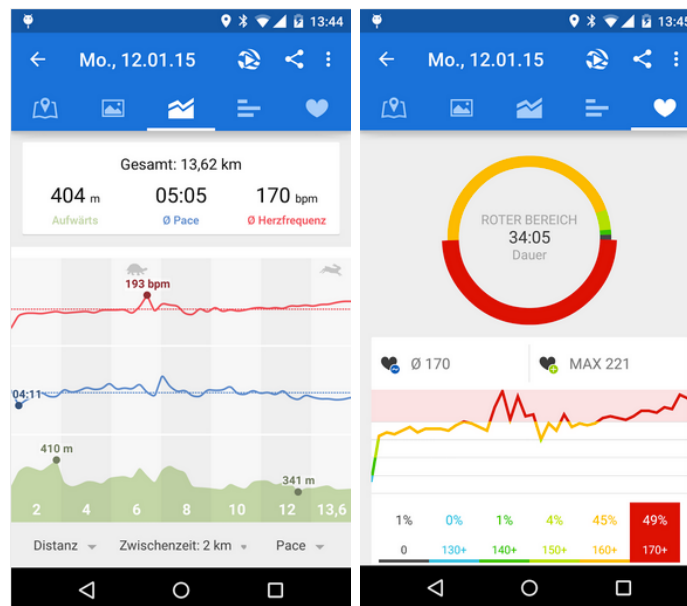 13:44
Mo., 12.01.15
Gesamt: 13,62 km
404 m
05:05
170 bpm
Aufwärts
Ø Pace
Ø Herzfrequenz
193 bpm
04:11
410 m
341 m
2 4 6 8 10 12 13,6
Distanz
Zwischenzeit: 2 km
Pace
13:45
Mo., 12.01.15
ROTER BEREICH
34:05
Dauer
Ø 170
MAX 221
1% 0% 1% 4% 45% 49%
0 130+ 140+ 150+ 160+ 170+